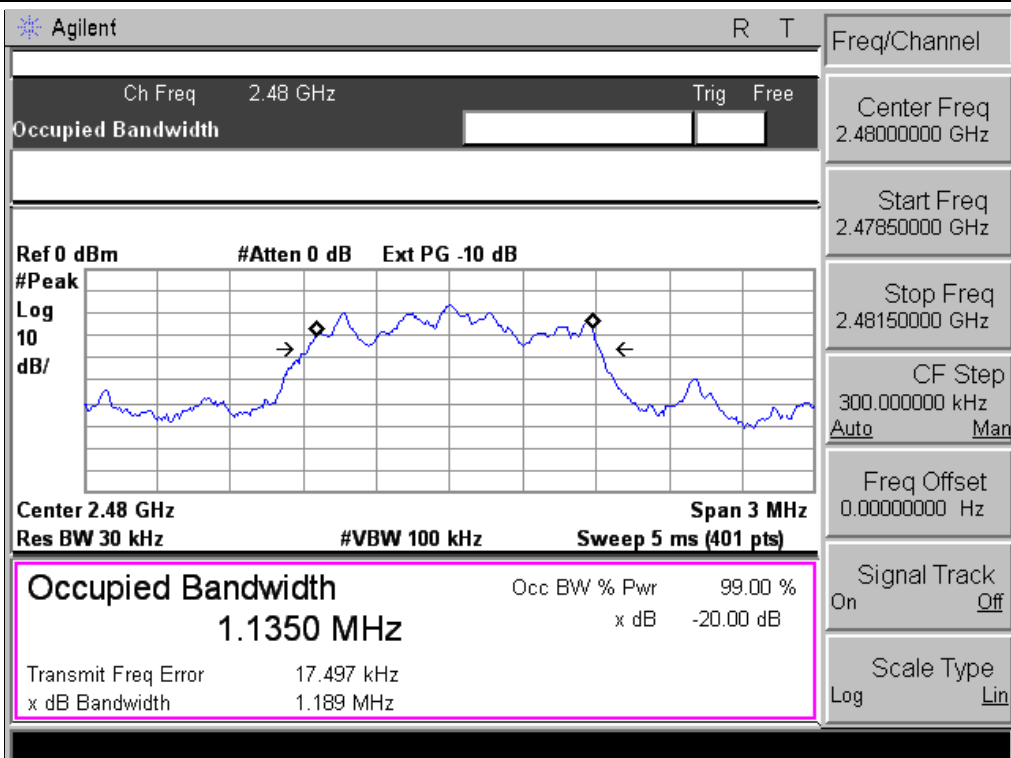 Agilent R T
Ch Freq 2.48 GHz Trig Free
Occupied Bandwidth
Ref 0 dBm #Atten 0 dB Ext PG -10 dB
#Peak
Log
10
dB/
Center 2.48 GHz Span 3 MHz
Res BW 30 kHz #VBW 100 kHz Sweep 5 ms (401 pts)
Occupied Bandwidth
1.1350 MHz
Occ BW % Pwr 99.00 %
x dB -20.00 dB
Transmit Freq Error 17.497 kHz
x dB Bandwidth 1.189 MHz
Freq/Channel
Center Freq
2.48000000 GHz
Start Freq
2.47850000 GHz
Stop Freq
2.48150000 GHz
CF Step
300.000000 kHz
Auto Man
Freq Offset
0.00000000 Hz
Signal Track
On Off
Scale Type
Log Lin